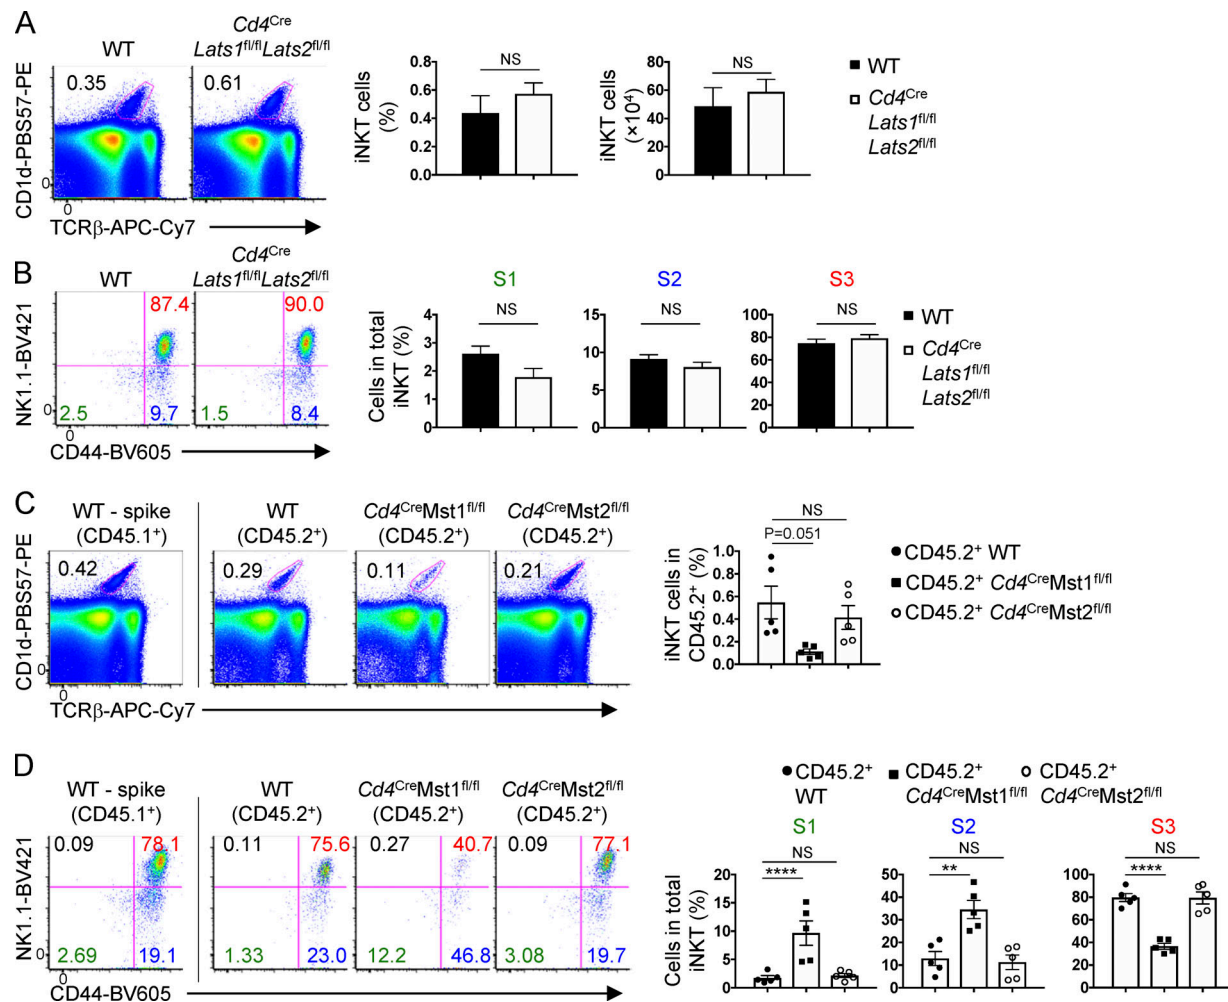 A
WT
Cd4Cre
Lats1fl/flLats2fl/fl
CD1d-PBS57-PE
0.35
0.61
0
0
TCRβ-APC-Cy7
iNKT cells
(%)
0.8
0.6
0.4
0.2
0.0
NS
iNKT cells
(×10⁴)
100
80
60
40
20
0
NS
WT
Cd4Cre
Lats1fl/fl
Lats2fl/fl
B
WT
Cd4Cre
Lats1fl/flLats2fl/fl
NK1.1-BV421
87.4
90.0
2.5
9.7
1.5
8.4
0
0
CD44-BV605
S1
S2
S3
Cells in total
iNKT (%)
4
3
2
1
0
NS
15
10
5
0
NS
100
80
60
40
20
0
NS
WT
Cd4Cre
Lats1fl/fl
Lats2fl/fl
C
WT - spike
(CD45.1⁺)
WT
(CD45.2⁺)
Cd4CreMst1fl/fl
(CD45.2⁺)
Cd4CreMst2fl/fl
(CD45.2⁺)
CD1d-PBS57-PE
0.42
0.29
0.11
0.21
0
0
TCRβ-APC-Cy7
iNKT cells in
CD45.2⁺ (%)
1.0
0.8
0.6
0.4
0.2
0.0
NS
P=0.051
CD45.2⁺ WT
CD45.2⁺ Cd4CreMst1fl/fl
CD45.2⁺ Cd4CreMst2fl/fl
D
WT - spike
(CD45.1⁺)
WT
(CD45.2⁺)
Cd4CreMst1fl/fl
(CD45.2⁺)
Cd4CreMst2fl/fl
(CD45.2⁺)
NK1.1-BV421
0.09
78.1
2.69
19.1
0.11
75.6
1.33
23.0
0.27
40.7
12.2
46.8
0.09
77.1
3.08
19.7
0
0
CD44-BV605
CD45.2⁺
WT
CD45.2⁺
Cd4CreMst1fl/fl
CD45.2⁺
Cd4CreMst2fl/fl
S1
S2
S3
Cells in total
iNKT (%)
20
15
10
5
0
NS
****
50
40
30
20
10
0
NS
**
100
80
60
40
20
0
NS
****